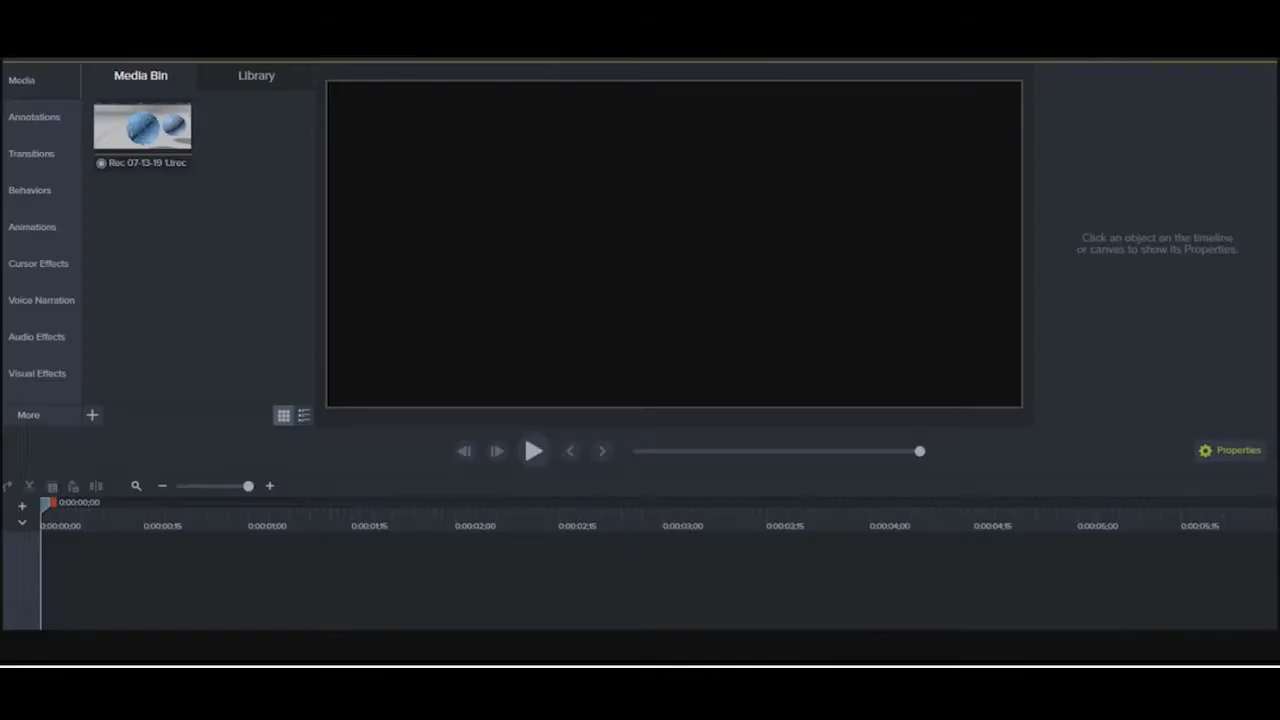 Media
Media Bin
Library
Annotations
Transitions
Behaviors
Animations
Cursor Effects
Voice Narration
Audio Effects
Visual Effects
More
Rec 07-13-19 1.trec
Click an object on the timeline
or canvas to show its Properties.
Properties
0:00:00;00
0:00:00;00
0:00:00;15
0:00:01;00
0:00:01;15
0:00:02;00
0:00:02;15
0:00:03;00
0:00:03;15
0:00:04;00
0:00:04;15
0:00:05;00
0:00:05;15